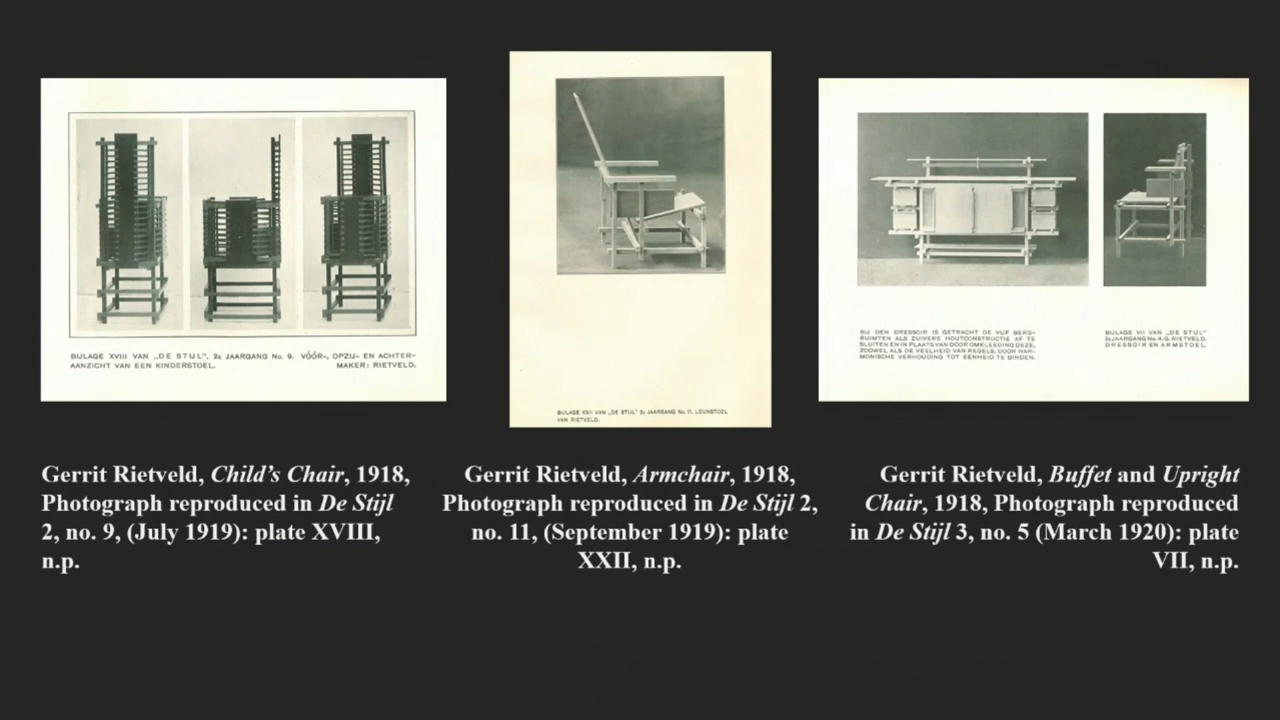 BIJLAGE XVIII VAN „DE STIJL", 2e JAARGANG No. 9. VÓÓR-, OPZIJ- EN ACHTER-
AANZICHT VAN EEN KINDERSTOEL. MAKER: RIETVELD.
BIJLAGE XXII VAN „DE STIJL" 2e JAARGANG No. 11. LEUNSTOEL
VAN RIETVELD.
BIJ DEN DRESSOIR IS GETRACHT DE VIJF BERG-
RUIMTEN ALS ZUIVERE HOUTCONSTRUCTIE AF TE
SLUITEN EN IN PLAATS VAN DOOR OMKLEEDING DEZE,
ZOOWEL ALS DE VEELHEID VAN REGELS, DOOR HAR-
MONISCHE VERHOUDING TOT EENHEID TE BINDEN.
BIJLAGE VII VAN „DE STIJL"
3e JAARGANG No. 4. G. RIETVELD.
DRESSOIR EN ARMSTOEL.
Gerrit Rietveld, Child's Chair, 1918,
Photograph reproduced in De Stijl
2, no. 9, (July 1919): plate XVIII,
n.p.
Gerrit Rietveld, Armchair, 1918,
Photograph reproduced in De Stijl 2,
no. 11, (September 1919): plate
XXII, n.p.
Gerrit Rietveld, Buffet and Upright
Chair, 1918, Photograph reproduced
in De Stijl 3, no. 5 (March 1920): plate
VII, n.p.